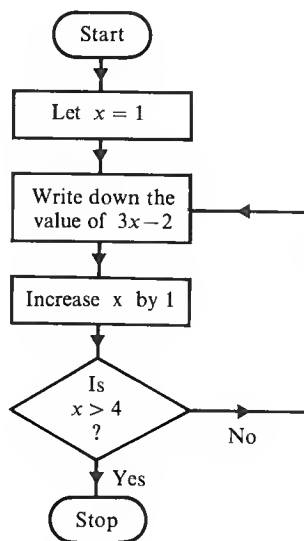 Start
Let x = 1
Write down the
value of 3x−2
Increase x by 1
Is
x > 4
?
No
Yes
Stop